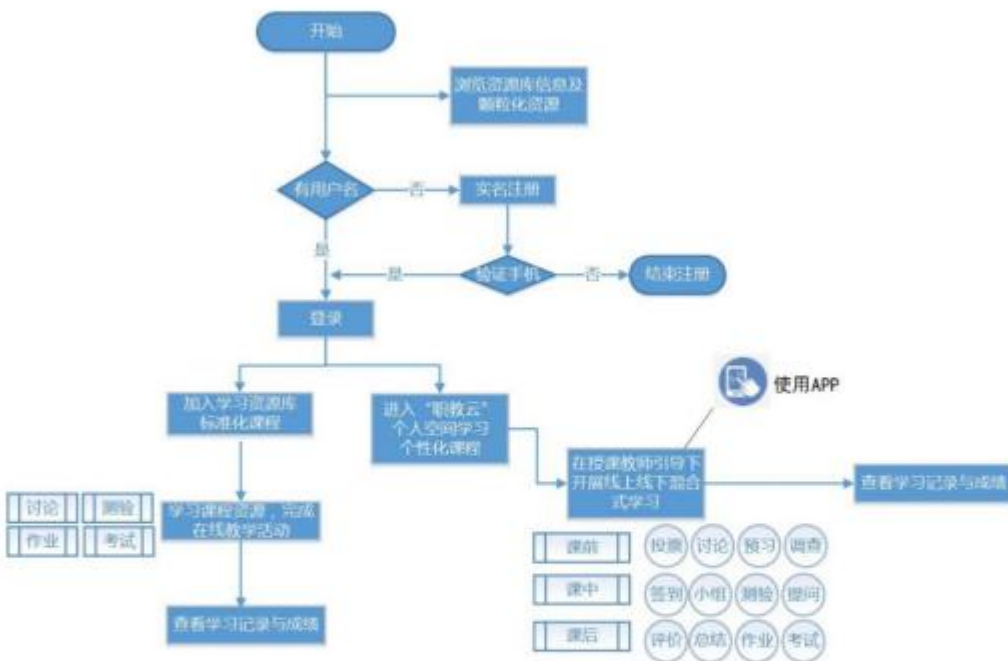 开始
浏览资源库信息及
颗粒化资源
有用户名
否
实名注册
是
是
验证手机
否
结束注册
登录
使用APP
加入学习资源库
标准化课程
进入“职教云”
个人空间学习
个性化课程
在授课教师引导下
开展线上线下混合
式学习
查看学习记录与成绩
讨论
测验
作业
考试
学习课程资源，完成
在线教学活动
课前
投票
讨论
预习
调查
课中
签到
小组
测验
提问
课后
评价
总结
作业
考试
查看学习记录与成绩